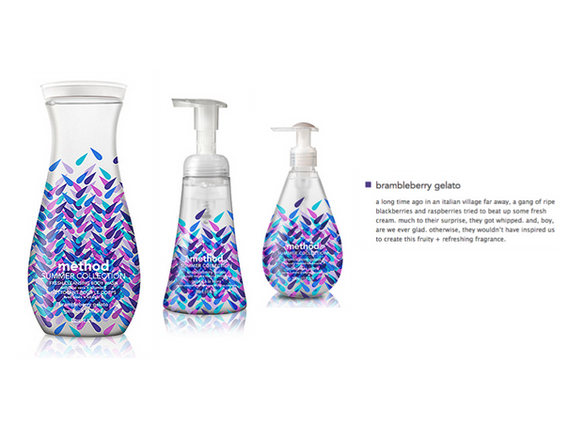 method
SUMMER COLLECTION
FRESH CLEANSING BODY WASH
method
SUMMER COLLECTION
method
SUMMER COLLECTION
brambleberry gelato
a long time ago in an italian village far away, a gang of ripe
blackberries and raspberries tried to beat up some fresh
cream. much to their surprise, they got whipped. and, boy,
are we ever glad. otherwise, they wouldn't have inspired us
to create this fruity + refreshing fragrance.